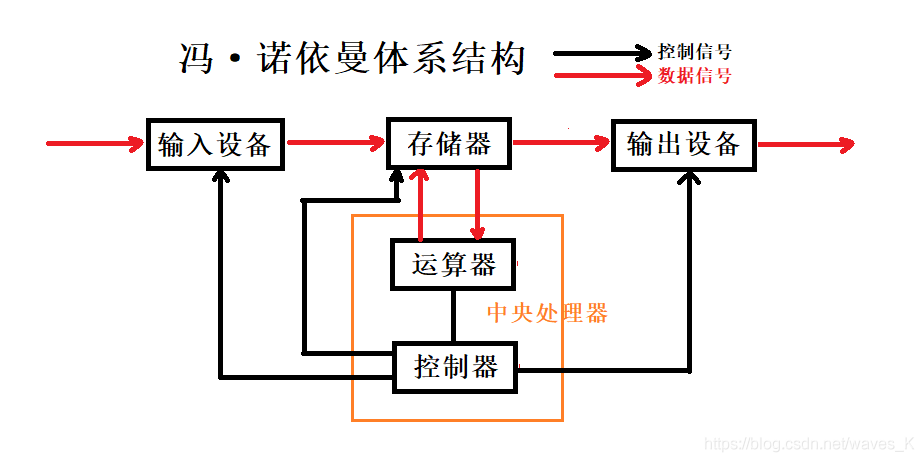 冯·诺依曼体系结构
控制信号
数据信号
输入设备
存储器
输出设备
运算器
中央处理器
控制器
https://blog.csdn.net/waves_K